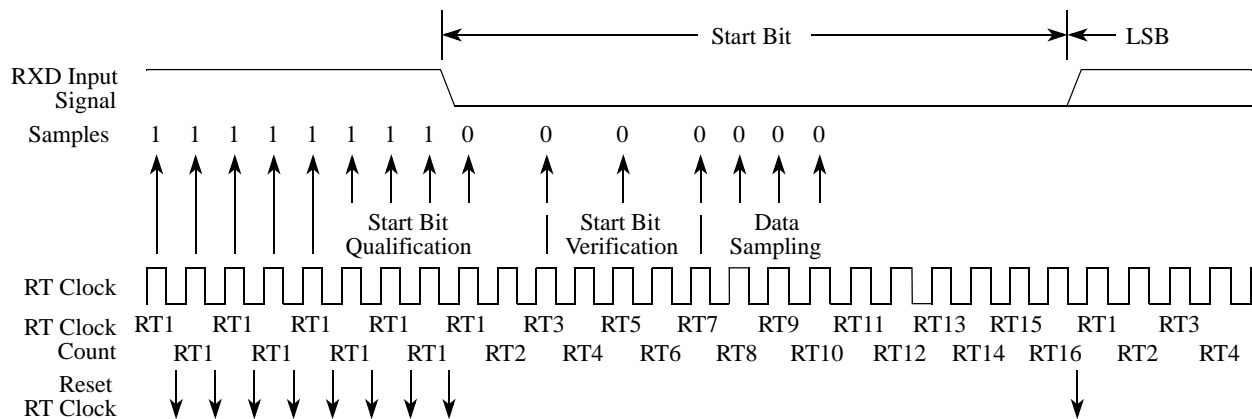 Start Bit LSB
RXD Input
Signal
Samples 1 1 1 1 1 1 1 1 0 0 0 0 0 0 0
Start Bit Start Bit Data
Qualification Verification Sampling
RT Clock
RT Clock RT1 RT1 RT1 RT1 RT1 RT3 RT5 RT7 RT9 RT11 RT13 RT15 RT1 RT3
Count RT1 RT1 RT1 RT1 RT2 RT4 RT6 RT8 RT10 RT12 RT14 RT16 RT2 RT4
Reset
RT Clock